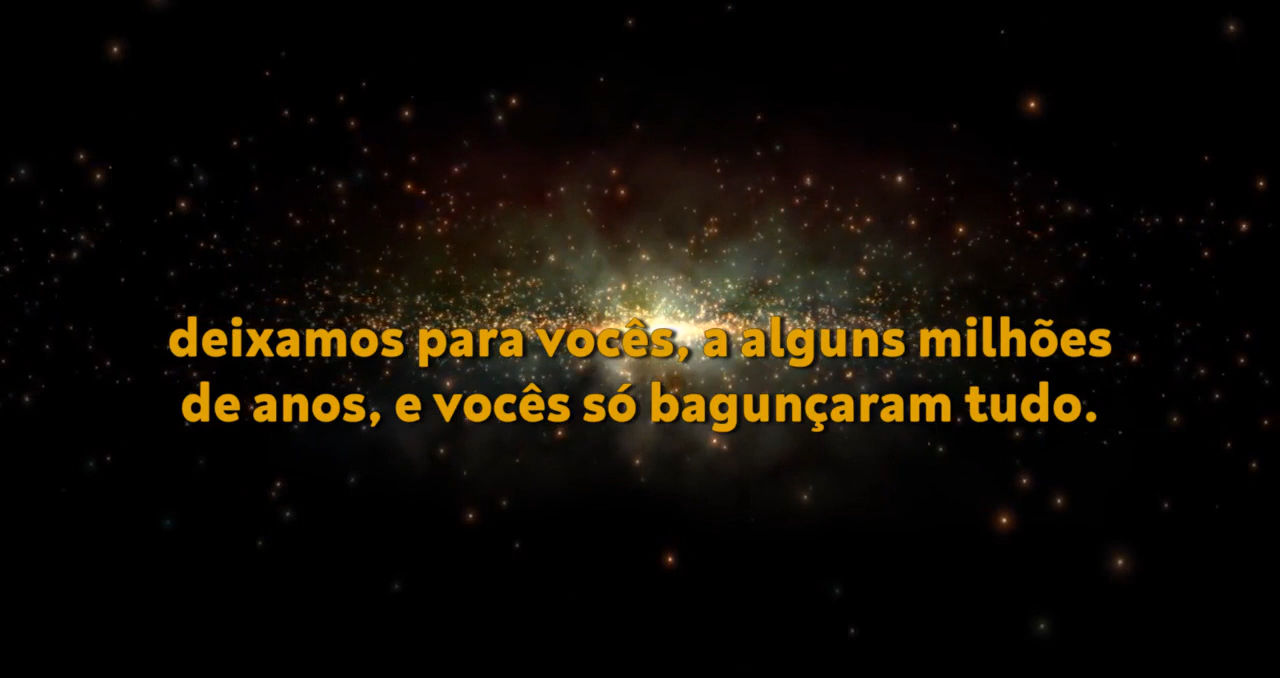 deixamos para vocês, a alguns milhões
de anos, e vocês só bagunçaram tudo.